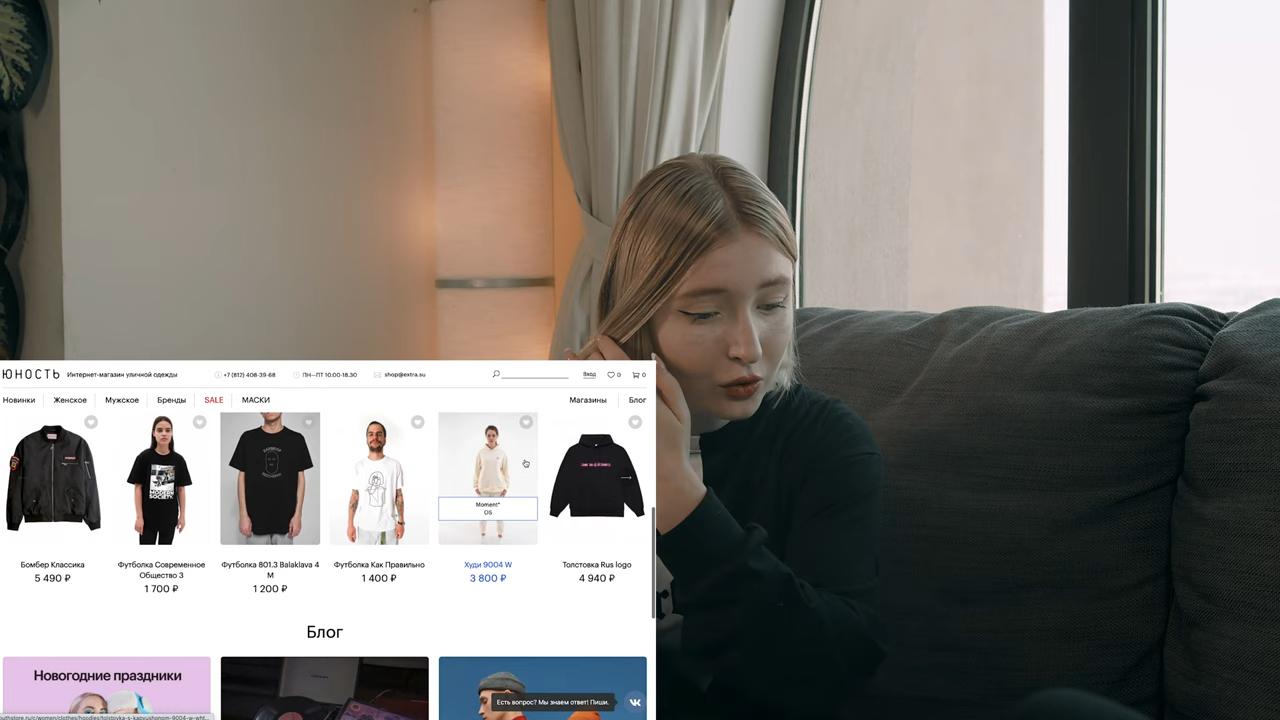 ЮНОСТЬ Интернет-магазин уличной одежды +7 (812) 408-39-68 ПН—ПТ 10.00-18.30 shop@extra.su Вход 0 0
Новинки Женское Мужское Бренды SALE МАСКИ Магазины Блог
Moment*
OS
Бомбер Классика
5 490 ₽
Футболка Современное
Общество 3
1 700 ₽
Футболка 801.3 Balaklava 4
М
1 200 ₽
Футболка Как Правильно
1 400 ₽
Худи 9004 W
3 800 ₽
Толстовка Rus logo
4 940 ₽
Блог
Новогодние праздники
Есть вопрос? Мы знаем ответ! Пиши.